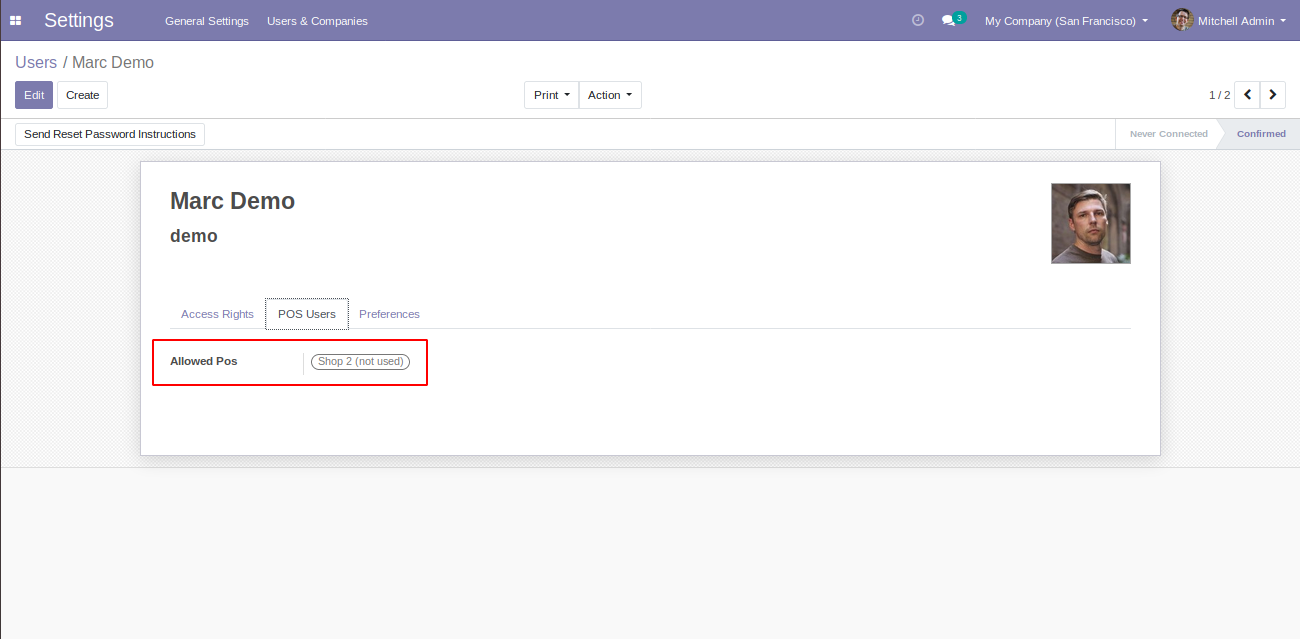 Settings General Settings Users & Companies 3 My Company (San Francisco) Mitchell Admin
Users / Marc Demo
Edit Create Print Action 1 / 2
Send Reset Password Instructions Never Connected Confirmed
Marc Demo
demo
Access Rights POS Users Preferences
Allowed Pos Shop 2 (not used)